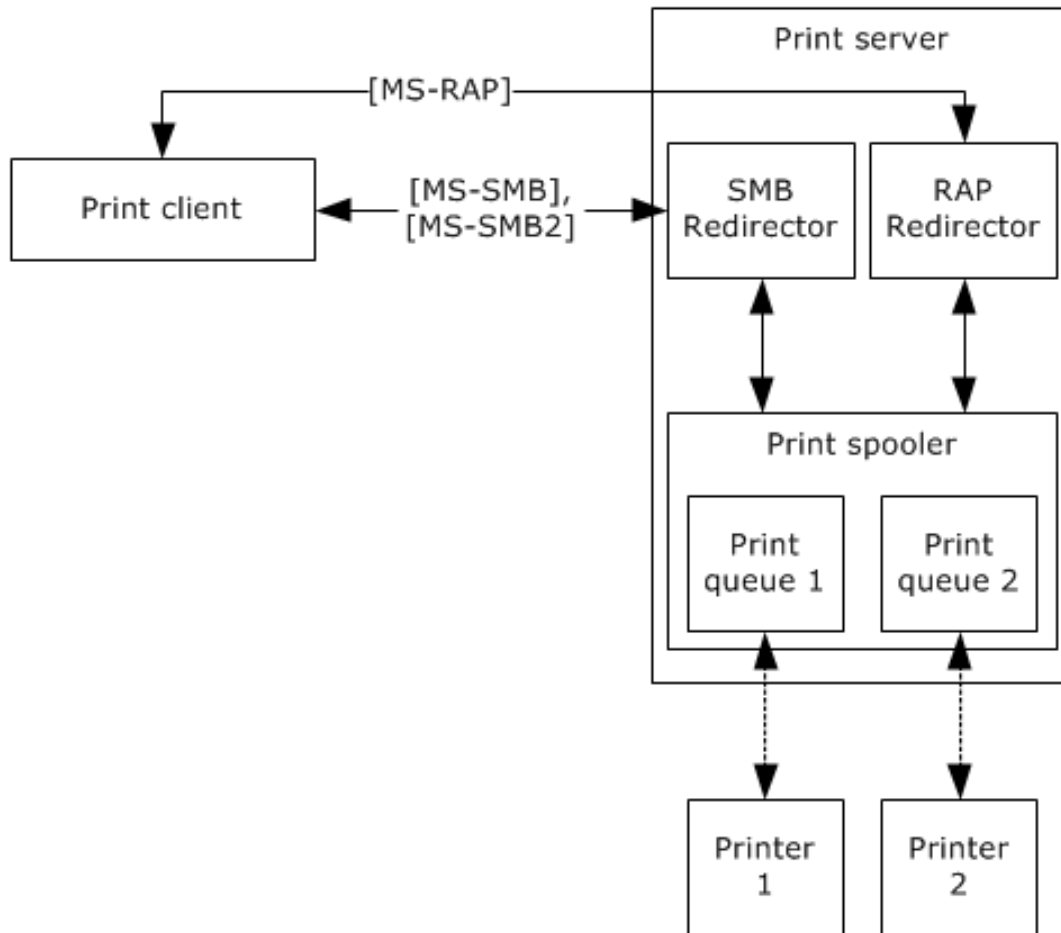 Print server
[MS-RAP]
Print client
[MS-SMB],
[MS-SMB2]
SMB
Redirector
RAP
Redirector
Print spooler
Print
queue 1
Print
queue 2
Printer
1
Printer
2